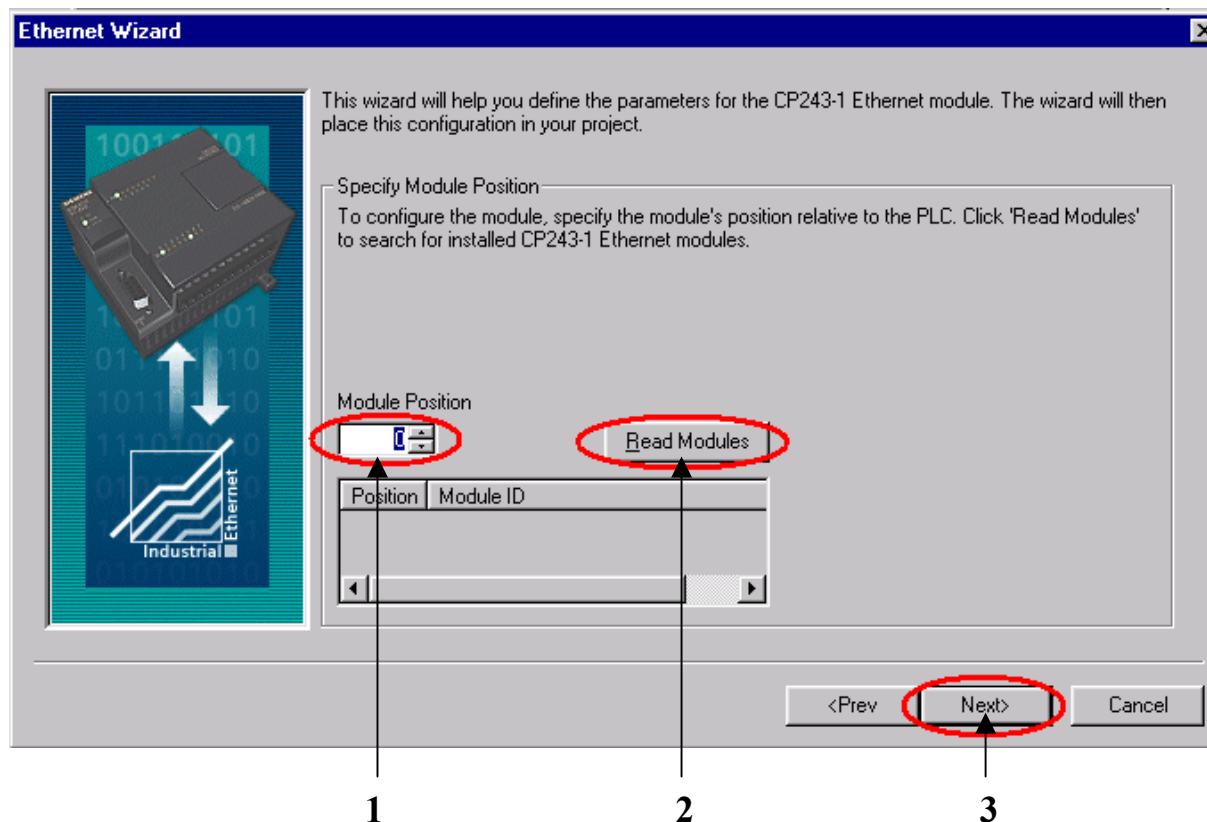 Ethernet Wizard
This wizard will help you define the parameters for the CP243-1 Ethernet module. The wizard will then
place this configuration in your project.
Specify Module Position
To configure the module, specify the module's position relative to the PLC. Click 'Read Modules'
to search for installed CP243-1 Ethernet modules.
Module Position
0
Read Modules
Position Module ID
Industrial
Ethernet
<Prev Next> Cancel
1 2 3